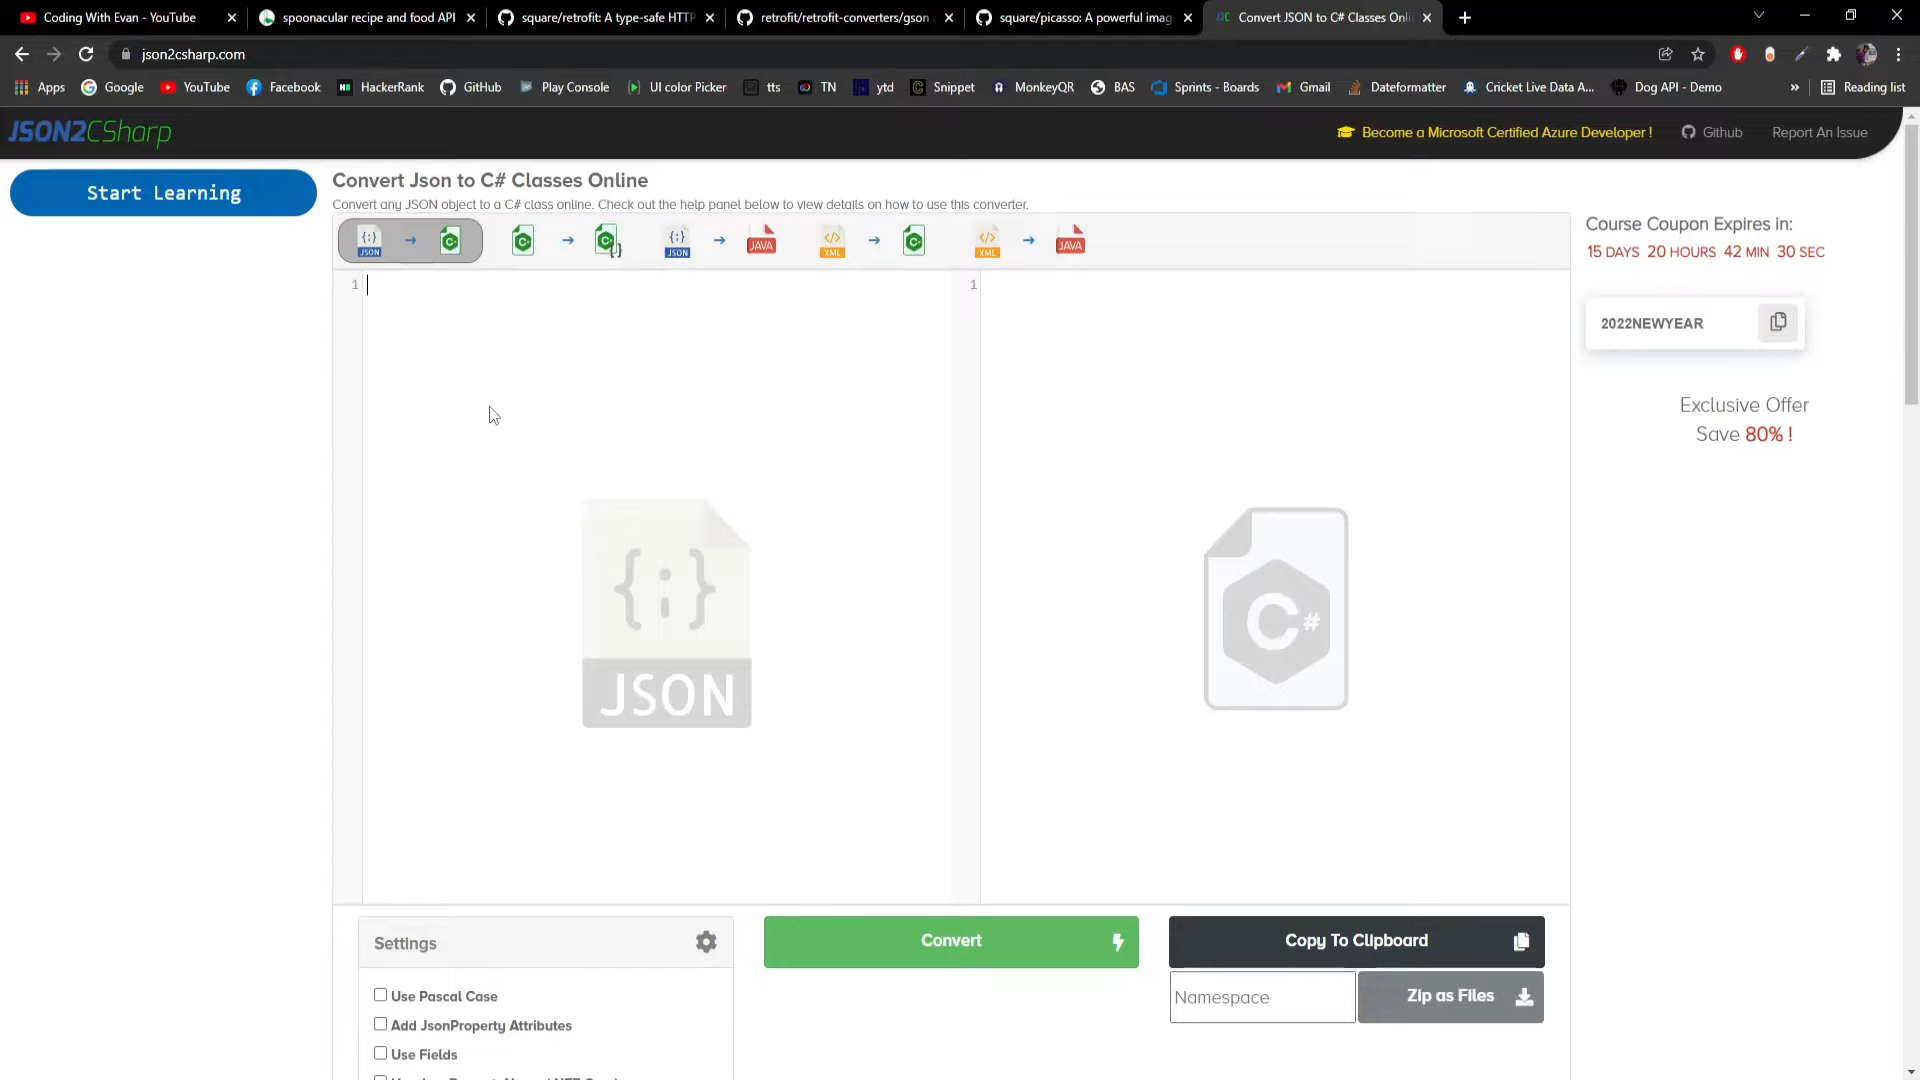 Coding With Evan - YouTube
spoonacular recipe and food API
square/retrofit: A type-safe HTTP
retrofit/retrofit-converters/gson
square/picasso: A powerful imag
Convert JSON to C# Classes Onli
json2csharp.com
Apps
Google
YouTube
Facebook
HackerRank
GitHub
Play Console
UI color Picker
tts
TN
ytd
Snippet
MonkeyQR
BAS
Sprints - Boards
Gmail
Dateformatter
Cricket Live Data A...
Dog API - Demo
»
Reading list
JSON2CSharp
Become a Microsoft Certified Azure Developer !
Github
Report An Issue
Start Learning
Convert Json to C# Classes Online
Convert any JSON object to a C# class online. Check out the help panel below to view details on how to use this converter.
JSON
JSON
JAVA
XML
XML
JAVA
1
1
{;}
JSON
C#
Course Coupon Expires in:
15 DAYS 20 HOURS 42 MIN 30 SEC
2022NEWYEAR
Exclusive Offer
Save 80% !
Settings
Convert
Copy To Clipboard
Namespace
Zip as Files
Use Pascal Case
Add JsonProperty Attributes
Use Fields